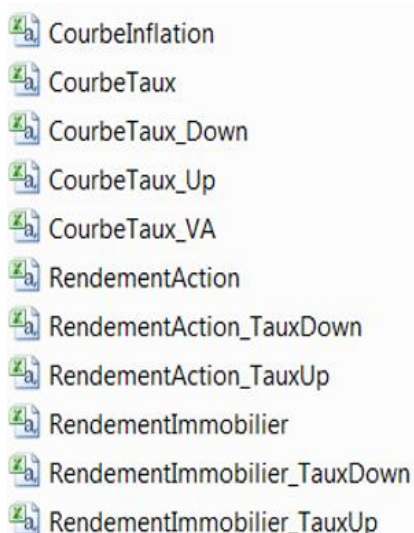 CourbeInflation
CourbeTaux
CourbeTaux_Down
CourbeTaux_Up
CourbeTaux_VA
RendementAction
RendementAction_TauxDown
RendementAction_TauxUp
RendementImmobilier
RendementImmobilier_TauxDown
RendementImmobilier_TauxUp